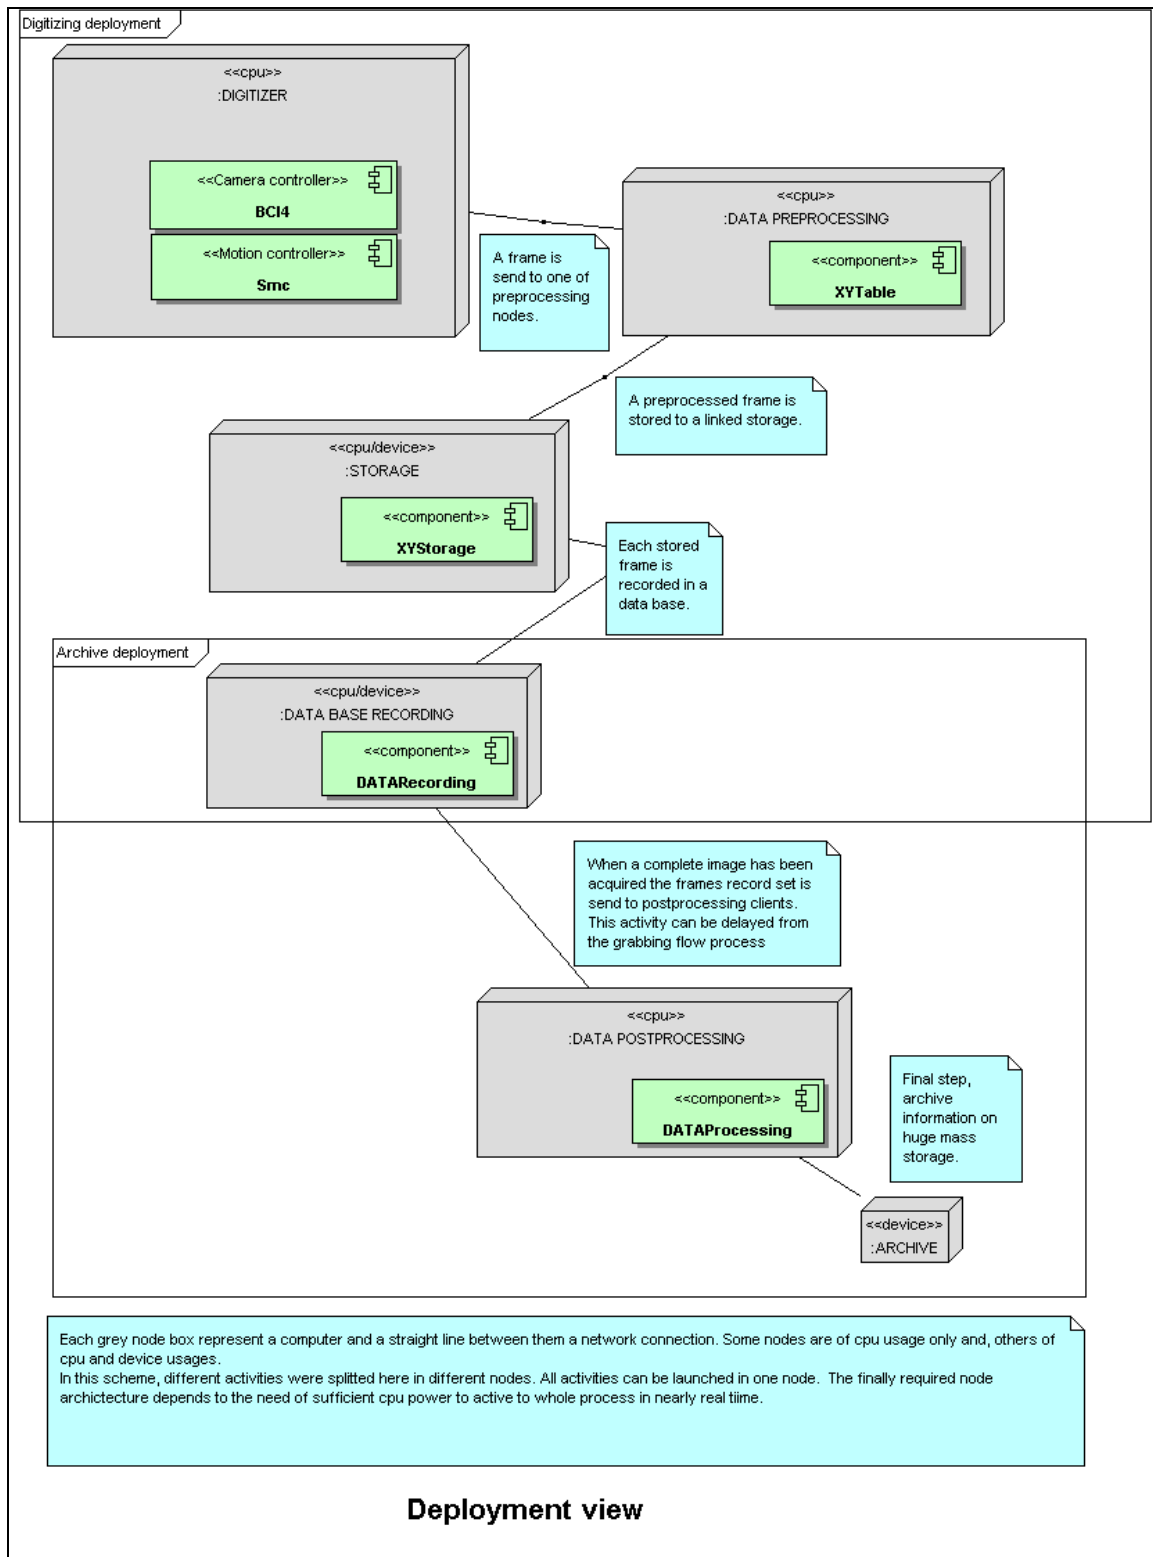 Digitizing deployment
<<cpu>>
:DIGITIZER
<<Camera controller>>
BCI4
<<Motion controller>>
Smc
<<cpu>>
:DATA PREPROCESSING
<<component>>
XYTable
A frame is
send to one of
preprocessing
nodes.
A preprocessed frame is
stored to a linked storage.
<<cpu/device>>
:STORAGE
<<component>>
XYStorage
Each stored
frame is
recorded in a
data base.
Archive deployment
<<cpu/device>>
:DATA BASE RECORDING
<<component>>
DATARecording
When a complete image has been
acquired the frames record set is
send to postprocessing clients.
This activity can be delayed from
the grabbing flow process
<<cpu>>
:DATA POSTPROCESSING
<<component>>
DATAProcessing
Final step,
archive
information on
huge mass
storage.
<<device>>
:ARCHIVE
Each grey node box represent a computer and a straight line between them a network connection. Some nodes are of cpu usage only and, others of
cpu and device usages.
In this scheme, different activities were splitted here in different nodes. All activities can be launched in one node.  The finally required node
archictecture depends to the need of sufficient cpu power to active to whole process in nearly real tiime.
Deployment view